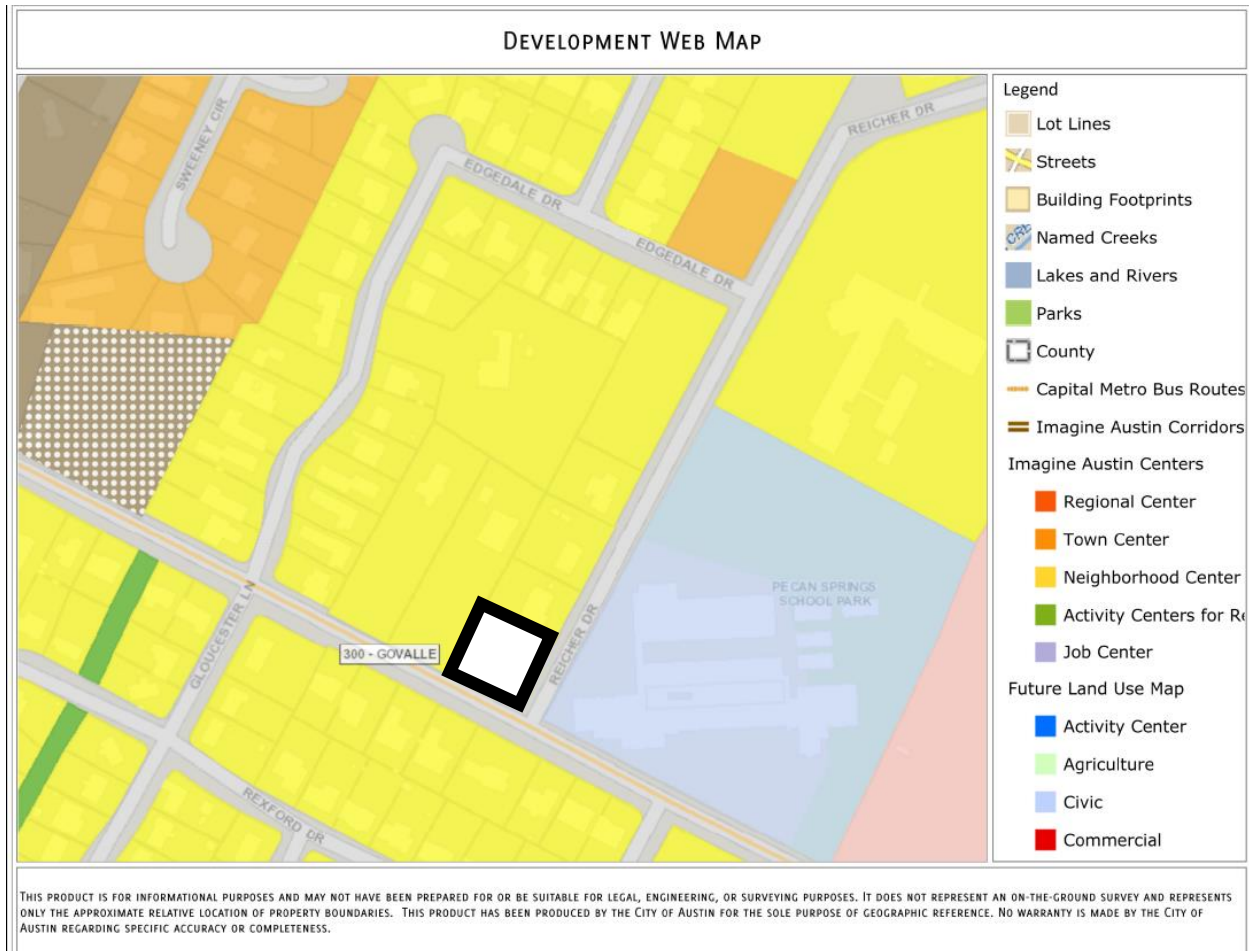 DEVELOPMENT WEB MAP
SWEENEY CIR
REICHER DR
EDGEDALE DR
EDGEDALE DR
PECAN SPRINGS
SCHOOL PARK
GLOUCESTER LN
300 - GOVALLE
REICHER DR
REXFORD DR
Legend
Lot Lines
Streets
Building Footprints
CRE
Named Creeks
Lakes and Rivers
Parks
County
Capital Metro Bus Routes
Imagine Austin Corridors
Imagine Austin Centers
Regional Center
Town Center
Neighborhood Center
Activity Centers for Re
Job Center
Future Land Use Map
Activity Center
Agriculture
Civic
Commercial
THIS PRODUCT IS FOR INFORMATIONAL PURPOSES AND MAY NOT HAVE BEEN PREPARED FOR OR BE SUITABLE FOR LEGAL, ENGINEERING, OR SURVEYING PURPOSES. IT DOES NOT REPRESENT AN ON-THE-GROUND SURVEY AND REPRESENTS
ONLY THE APPROXIMATE RELATIVE LOCATION OF PROPERTY BOUNDARIES. THIS PRODUCT HAS BEEN PRODUCED BY THE CITY OF AUSTIN FOR THE SOLE PURPOSE OF GEOGRAPHIC REFERENCE. NO WARRANTY IS MADE BY THE CITY OF
AUSTIN REGARDING SPECIFIC ACCURACY OR COMPLETENESS.